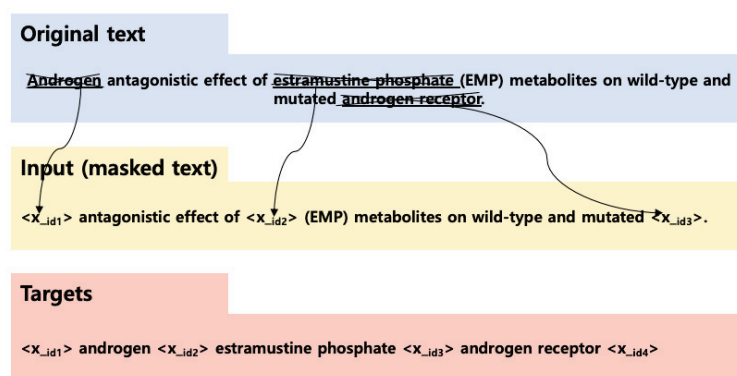 Original text
Androgen antagonistic effect of estramustine phosphate (EMP) metabolites on wild-type and
mutated androgen receptor.
Input (masked text)
<x_id1> antagonistic effect of <x_id2> (EMP) metabolites on wild-type and mutated <x_id3>.
Targets
<x_id1> androgen <x_id2> estramustine phosphate <x_id3> androgen receptor <x_id4>